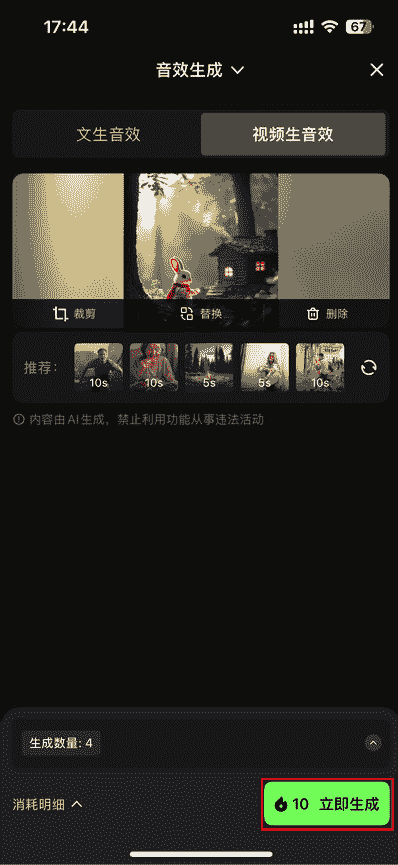 17:44
67
音效生成
文生音效
视频生音效
裁剪
替换
删除
推荐:
10s
10s
5s
5s
10s
内容由AI生成，禁止利用功能从事违法活动
生成数量: 4
消耗明细
10 立即生成